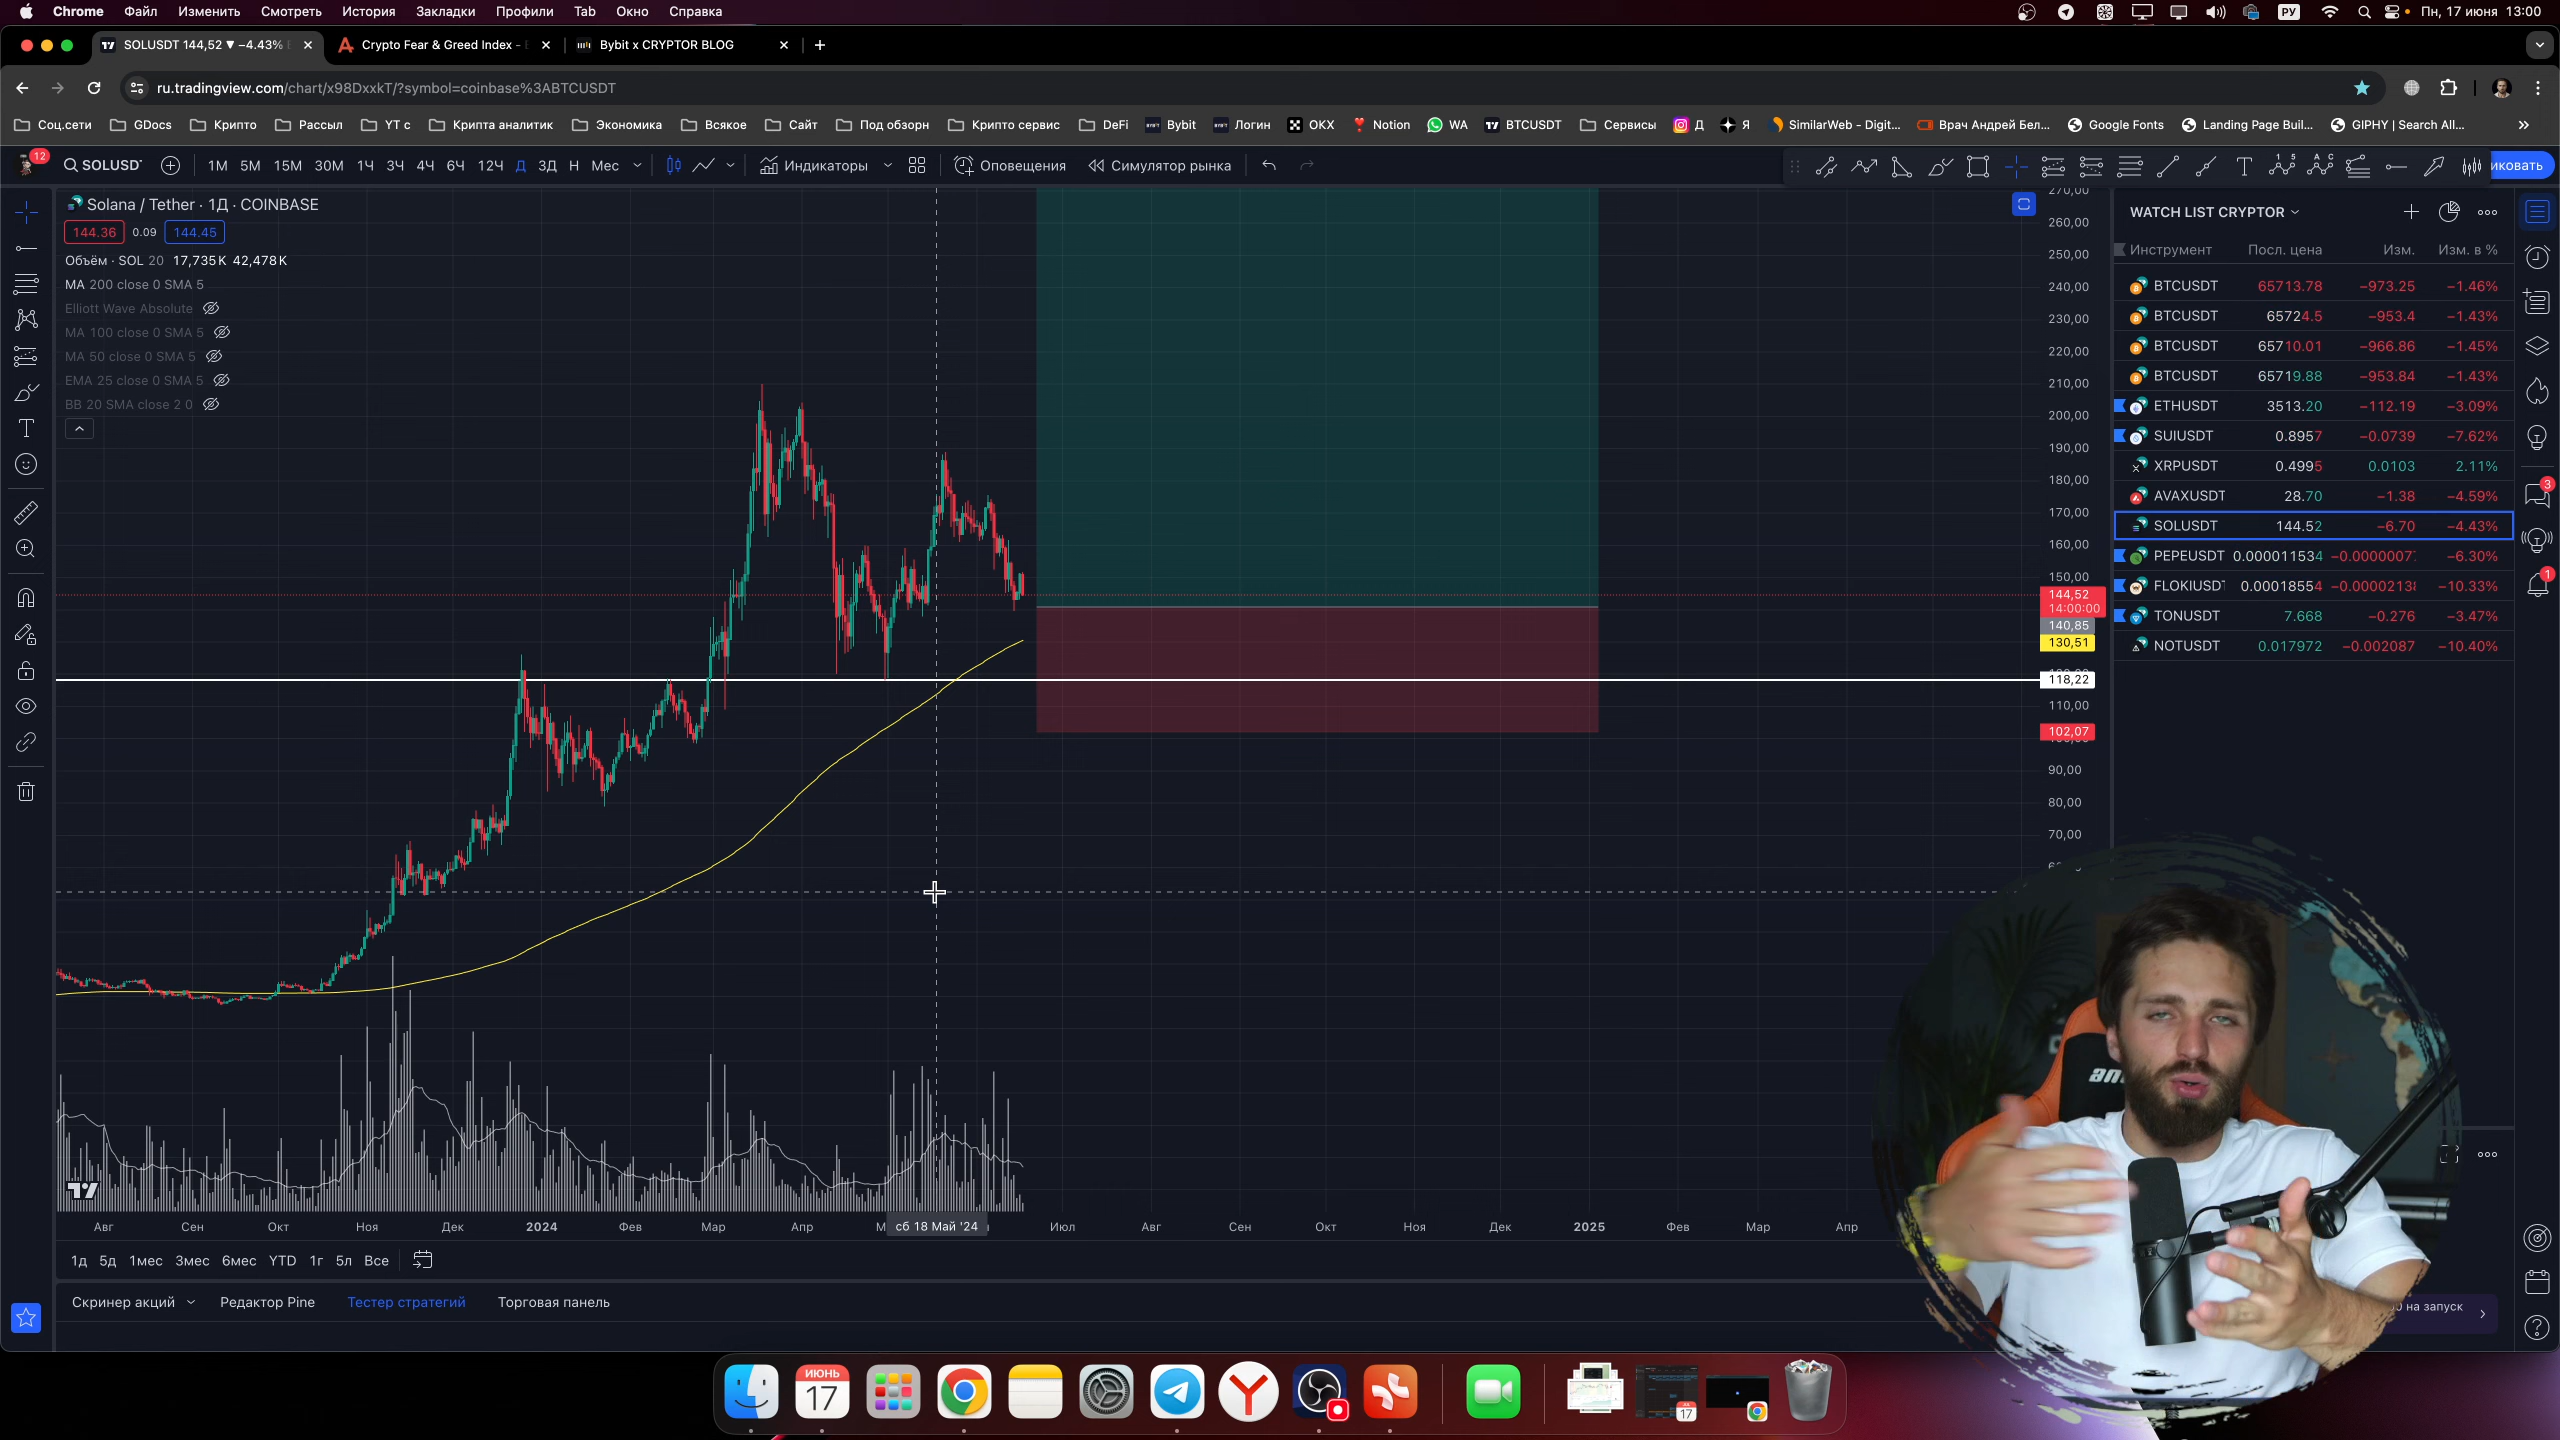 Chrome Файл Изменить Смотреть История Закладки Профили Tab Окно Справка
РУ Пн, 17 июня 13:00
SOLUSDT 144,52 ▼ −4.43%
Crypto Fear & Greed Index -
Bybit x CRYPTOR BLOG
ru.tradingview.com/chart/x98DxxkT/?symbol=coinbase%3ABTCUSDT
Соц.сети GDocs Крипто Рассыл YT c Крипта аналитик Экономика Всякое Сайт Под обзорн Крипто сервис DeFi Bybit Логин OKX Notion WA BTCUSDT Сервисы Д Я SimilarWeb - Digit... Врач Андрей Бел... Google Fonts Landing Page Buil... GIPHY | Search All...
12
SOLUSD 1М 5М 15М 30М 1Ч 3Ч 4Ч 6Ч 12Ч Д 3Д Н Мес Индикаторы Оповещения Симулятор рынка
иковать
Solana / Tether · 1Д · COINBASE
144.36 0.09 144.45
Объём · SOL 20 17,735K 42,478K
MA 200 close 0 SMA 5
Elliott Wave Absolute
MA 100 close 0 SMA 5
MA 50 close 0 SMA 5
EMA 25 close 0 SMA 5
BB 20 SMA close 2 0
270,00
260,00
250,00
240,00
230,00
220,00
210,00
200,00
190,00
180,00
170,00
160,00
150,00
144,52
14:00:00
140,85
130,51
118,22
110,00
102,07
90,00
80,00
70,00
WATCH LIST CRYPTOR
Инструмент Посл. цена Изм. Изм. в %
BTCUSDT 65713.78 −973.25 −1.46%
BTCUSDT 65724.5 −953.4 −1.43%
BTCUSDT 65710.01 −966.86 −1.45%
BTCUSDT 65719.88 −953.84 −1.43%
ETHUSDT 3513.20 −112.19 −3.09%
SUIUSDT 0.8957 −0.0739 −7.62%
XRPUSDT 0.4995 0.0103 2.11%
AVAXUSDT 28.70 −1.38 −4.59%
SOLUSDT 144.52 −6.70 −4.43%
PEPEUSDT 0.000011534 −0.00000077 −6.30%
FLOKIUSDT 0.00018554 −0.0000213 −10.33%
TONUSDT 7.668 −0.276 −3.47%
NOTUSDT 0.017972 −0.002087 −10.40%
3
1
Авг Сен Окт Ноя Дек 2024 Фев Мар Апр сб 18 Май '24 Июл Авг Сен Окт Ноя Дек 2025 Фев Мар Апр
1д 5д 1мес 3мес 6мес YTD 1г 5л Все
Скринер акций Редактор Pine Тестер стратегий Торговая панель
на запуск
ИЮНЬ
17
17